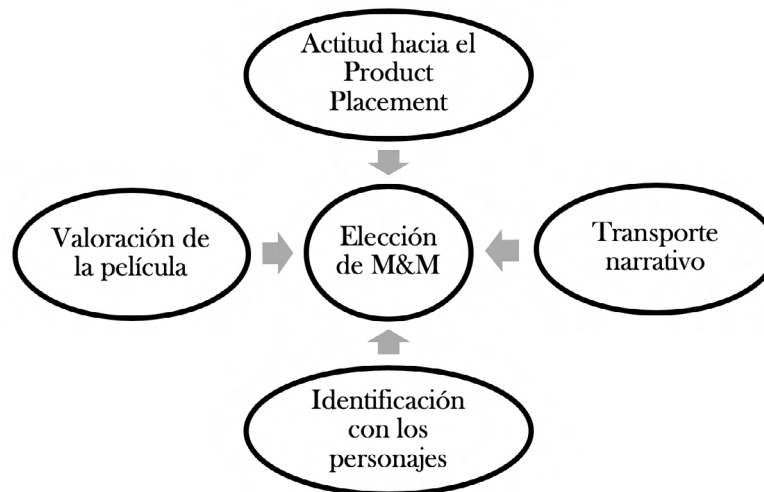 Actitud hacia el
Product
Placement
Valoración de
la película
Elección
de M&M
Transporte
narrativo
Identificación
con los
personajes